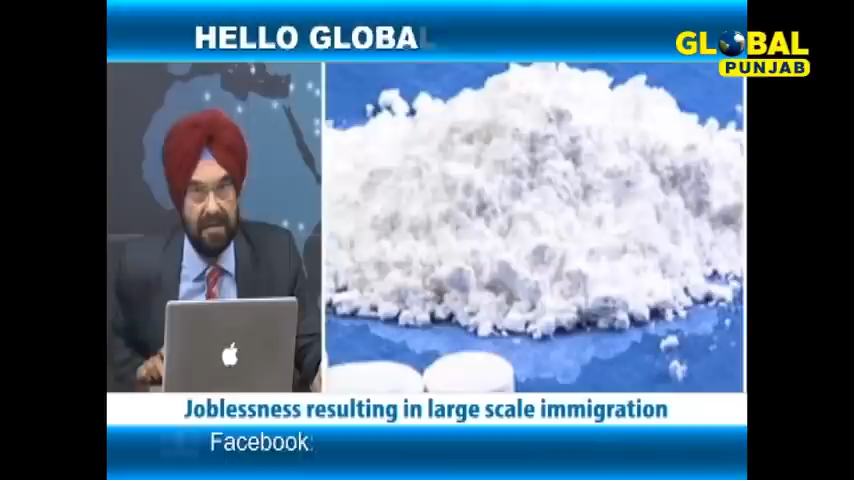 HELLO GLOBAL
GLOBAL
PUNJAB
Joblessness resulting in large scale immigration
Facebook: